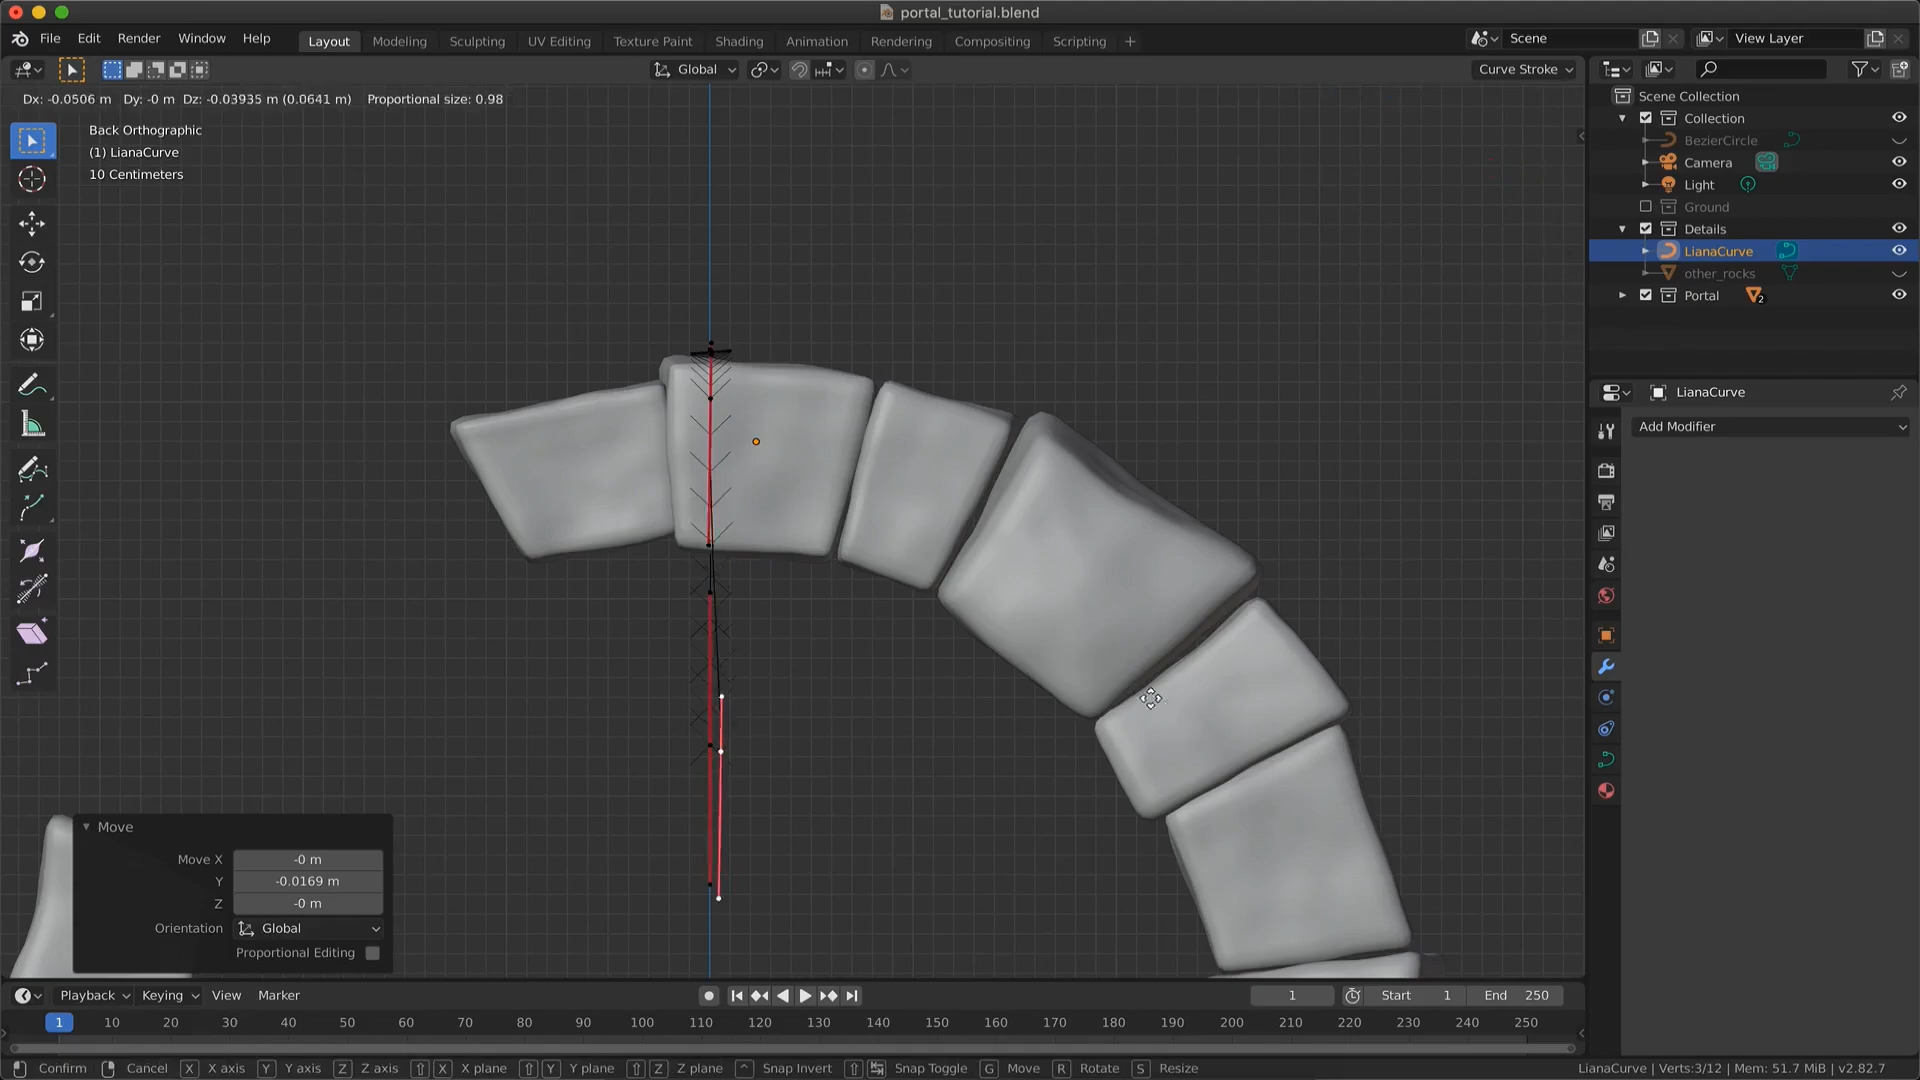 portal_tutorial.blend
File Edit Render Window Help Layout Modeling Sculpting UV Editing Texture Paint Shading Animation Rendering Compositing Scripting + Scene View Layer
Global Curve Stroke
Dx: -0.0506 m Dy: -0 m Dz: -0.03935 m (0.0641 m) Proportional size: 0.98
Back Orthographic
(1) LianaCurve
10 Centimeters
Scene Collection
Collection
BezierCircle
Camera
Light
Ground
Details
LianaCurve
other_rocks
Portal 2
LianaCurve
Add Modifier
Move
Move X -0 m
Y -0.0169 m
Z -0 m
Orientation Global
Proportional Editing
Playback Keying View Marker 1 Start 1 End 250
1 10 20 30 40 50 60 70 80 90 100 110 120 130 140 150 160 170 180 190 200 210 220 230 240 250
Confirm Cancel X X axis Y Y axis Z Z axis X X plane Y Y plane Z Z plane ^ Snap Invert Snap Toggle G Move R Rotate S Resize LianaCurve | Verts:3/12 | Mem: 51.7 MiB | v2.82.7